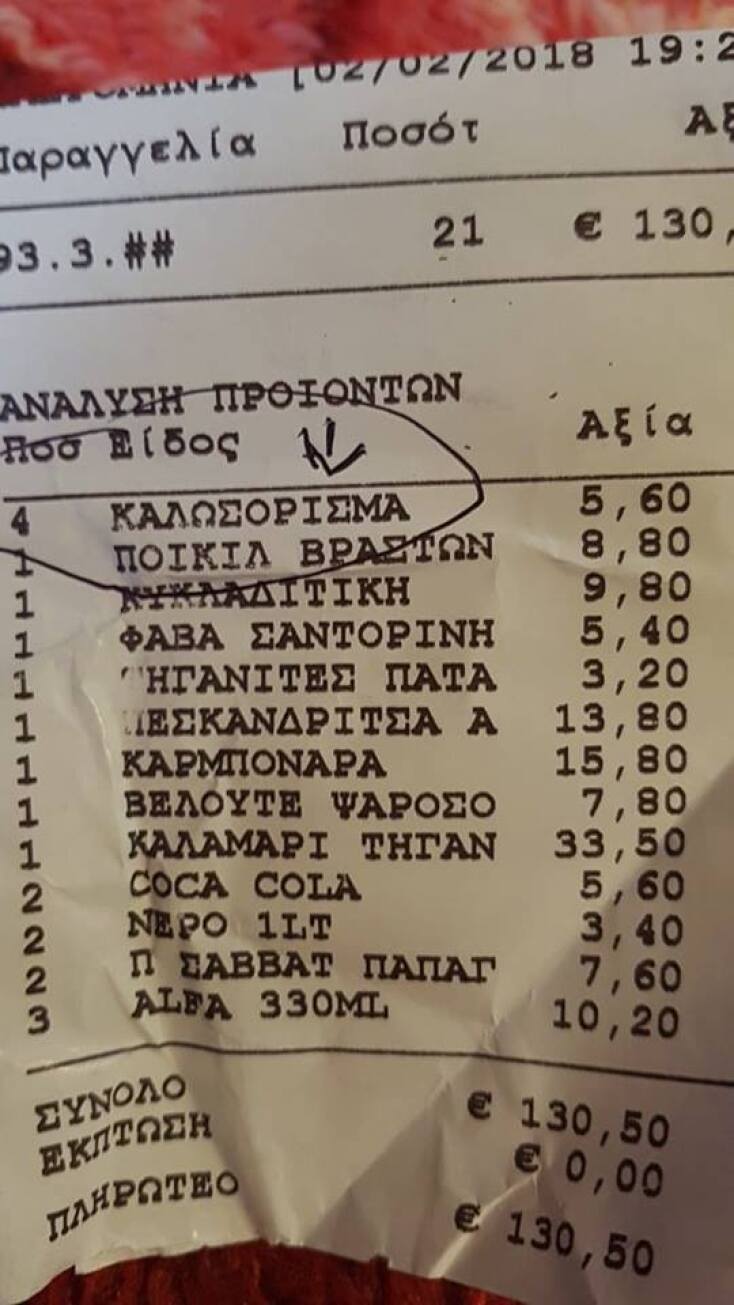 [02/02/2018 19:2
Παραγγελία Ποσότ Αξ
93.3.## 21 € 130,
ΑΝΑΛΥΣΗ ΠΡΟΙΟΝΤΩΝ
Ποσ Είδος Αξία
4 ΚΑΛΩΣΟΡΙΣΜΑ 5,60
1 ΠΟΙΚΙΛ ΒΡΑΣΤΩΝ 8,80
1 ΚΥΚΛΑΔΙΤΙΚΗ 9,80
1 ΦΑΒΑ ΣΑΝΤΟΡΙΝΗ 5,40
1 ΤΗΓΑΝΙΤΕΣ ΠΑΤΑ 3,20
1 ΠΕΣΚΑΝΔΡΙΤΣΑ Α 13,80
1 ΚΑΡΜΠΟΝΑΡΑ 15,80
1 ΒΕΛΟΥΤΕ ΨΑΡΟΣΟ 7,80
1 ΚΑΛΑΜΑΡΙ ΤΗΓΑΝ 33,50
2 COCA COLA 5,60
2 ΝΕΡΟ 1LT 3,40
2 Π ΣΑΒΒΑΤ ΠΑΠΑΓ 7,60
3 ALFA 330ML 10,20
ΣΥΝΟΛΟ € 130,50
ΕΚΠΤΩΣΗ € 0,00
ΠΛΗΡΩΤΕΟ € 130,50